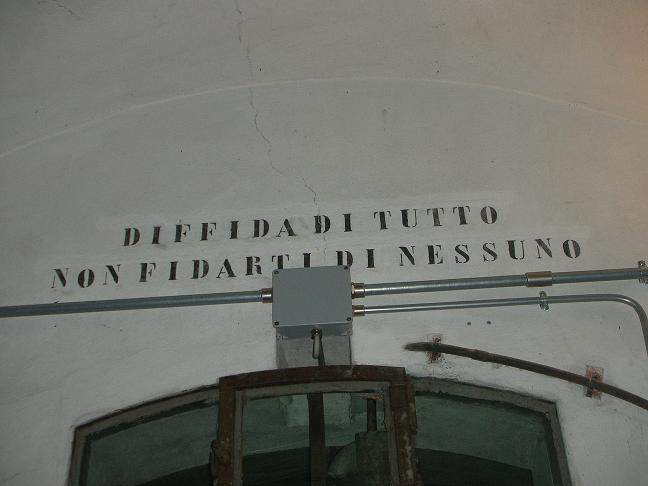 DIFFIDA DI TUTTO
NON FIDARTI DI NESSUNO